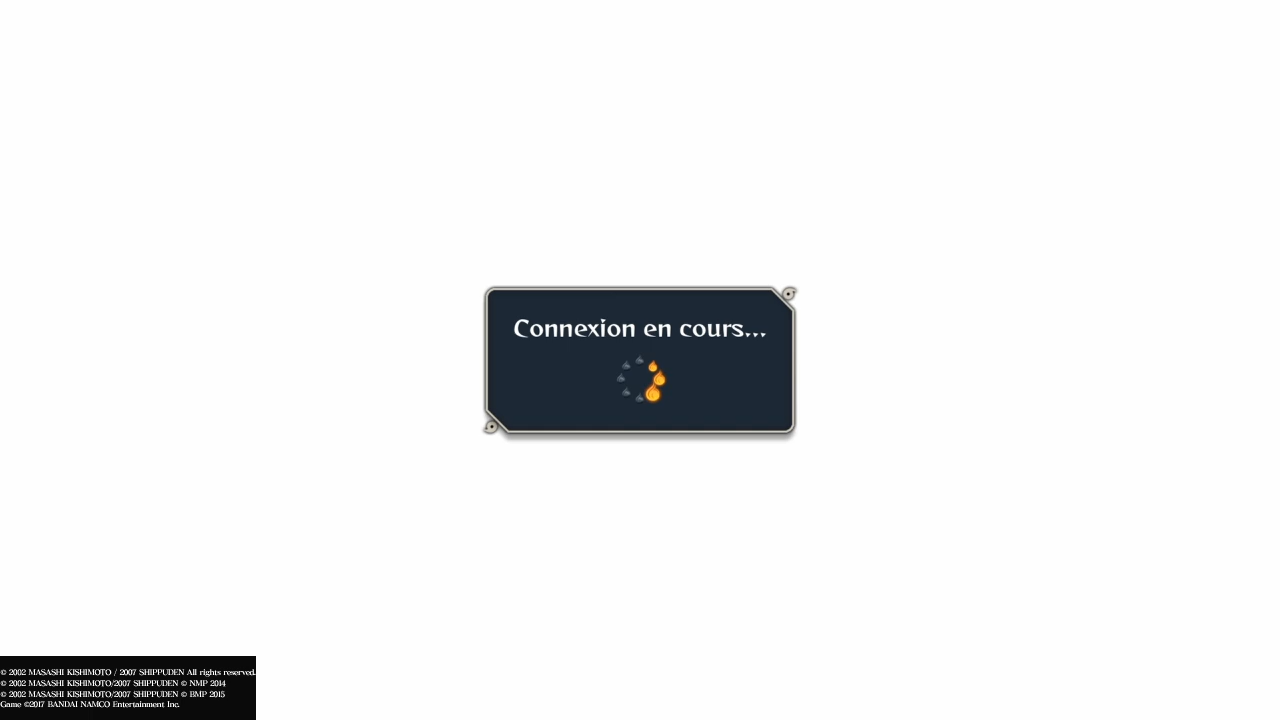 Connexion en cours...
© 2002 MASASHI KISHIMOTO / 2007 SHIPPUDEN All rights reserved.
© 2002 MASASHI KISHIMOTO/2007 SHIPPUDEN © NMP 2014
© 2002 MASASHI KISHIMOTO/2007 SHIPPUDEN © BMP 2015
Game ©2017 BANDAI NAMCO Entertainment Inc.